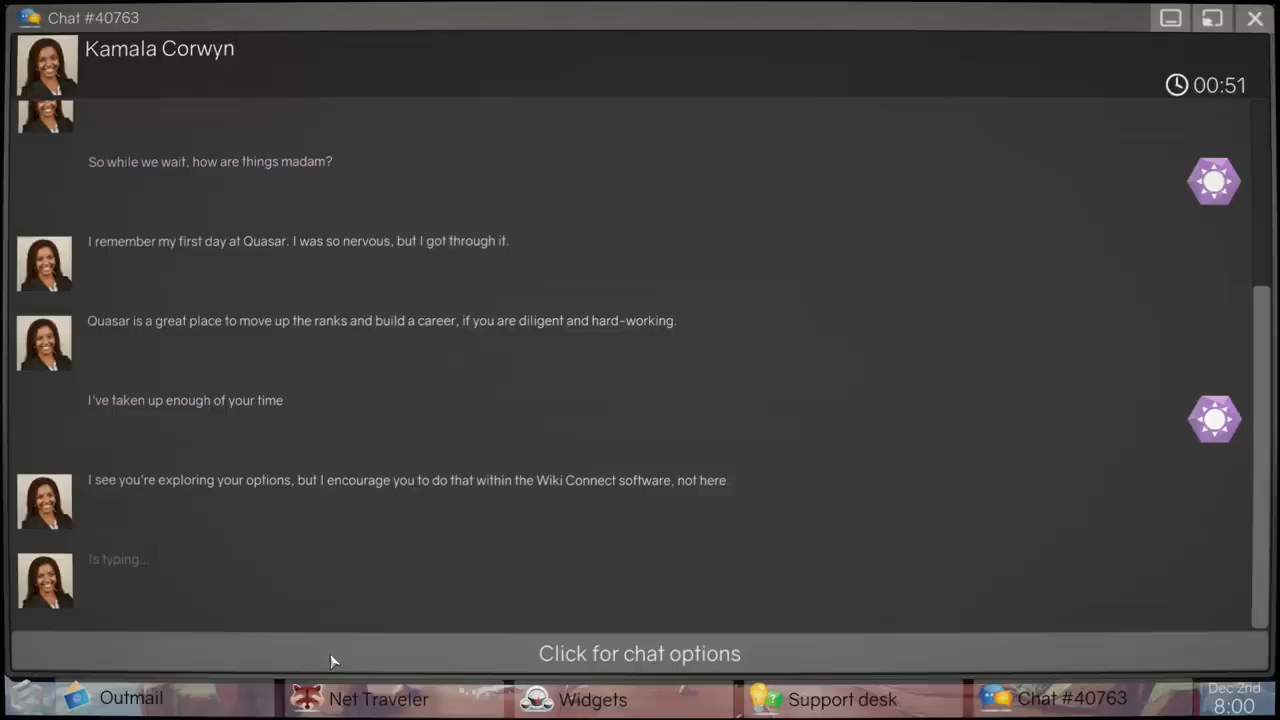 Chat #40763
Kamala Corwyn
00:51
So while we wait, how are things madam?
I remember my first day at Quasar. I was so nervous, but I got through it.
Quasar is a great place to move up the ranks and build a career, if you are diligent and hard-working.
I've taken up enough of your time
I see you're exploring your options, but I encourage you to do that within the Wiki Connect software, not here.
Is typing...
Click for chat options
Outmail
Net Traveler
Widgets
Support desk
Chat #40763
Dec 2nd
8:00